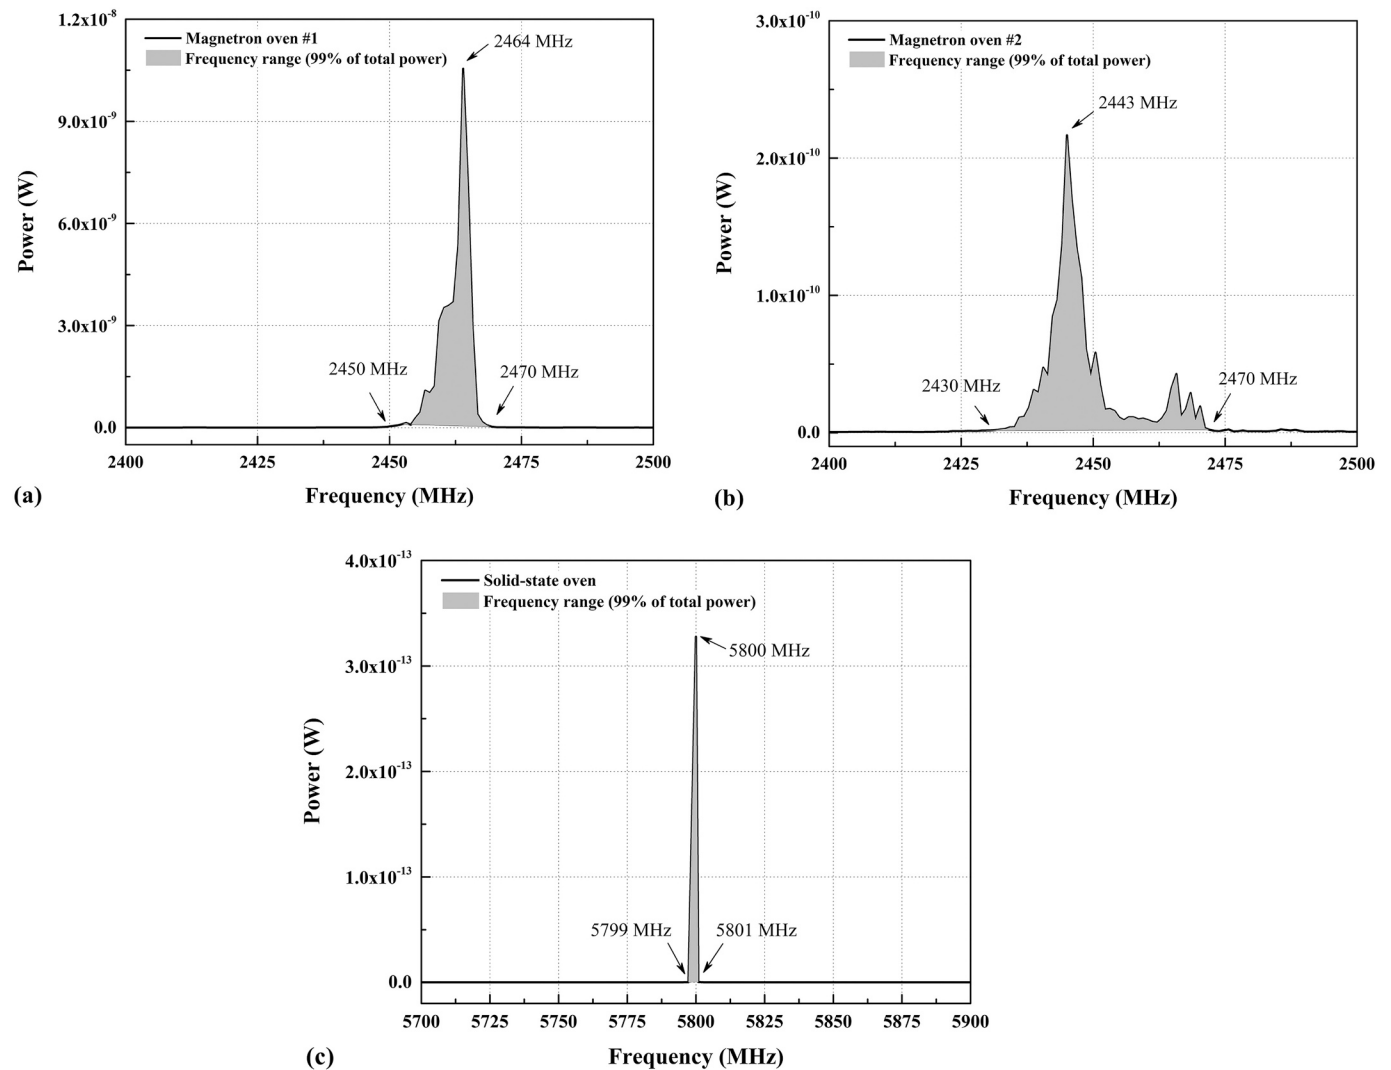 1.2x10⁻⁸
Magnetron oven #1
Frequency range (99% of total power)
2464 MHz
9.0x10⁻⁹
6.0x10⁻⁹
3.0x10⁻⁹
0.0
Power (W)
2450 MHz
2470 MHz
2400 2425 2450 2475 2500
(a) Frequency (MHz)
3.0x10⁻¹⁰
Magnetron oven #2
Frequency range (99% of total power)
2443 MHz
2.0x10⁻¹⁰
1.0x10⁻¹⁰
0.0
Power (W)
2430 MHz
2470 MHz
2400 2425 2450 2475 2500
(b) Frequency (MHz)
4.0x10⁻¹³
Solid-state oven
Frequency range (99% of total power)
5800 MHz
3.0x10⁻¹³
2.0x10⁻¹³
1.0x10⁻¹³
0.0
Power (W)
5799 MHz
5801 MHz
5700 5725 5750 5775 5800 5825 5850 5875 5900
(c) Frequency (MHz)